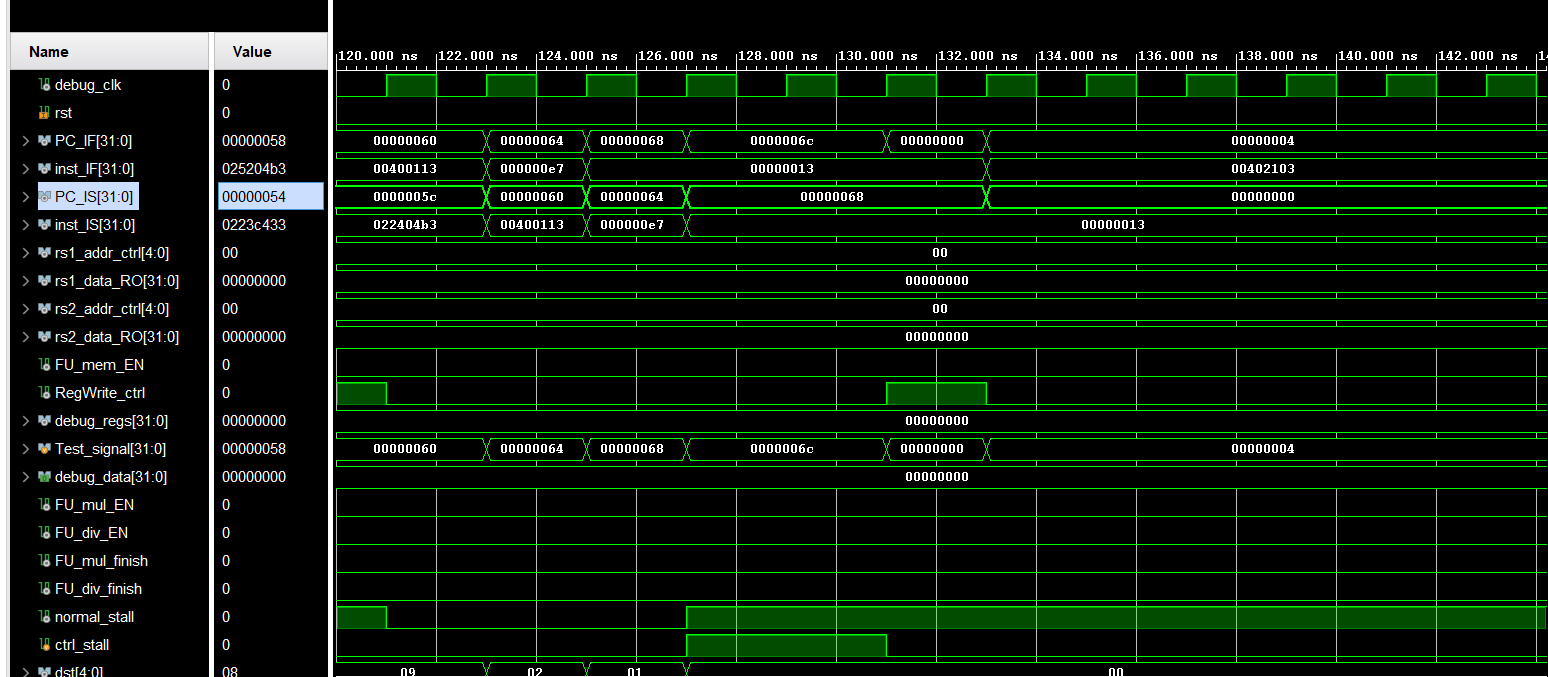 Name Value 120.000 ns 122.000 ns 124.000 ns 126.000 ns 128.000 ns 130.000 ns 132.000 ns 134.000 ns 136.000 ns 138.000 ns 140.000 ns 142.000 ns
debug_clk 0
rst 0
PC_IF[31:0] 00000058 00000060 00000064 00000068 0000006c 00000000 00000004
inst_IF[31:0] 025204b3 00400113 000000e7 00000013 00402103
PC_IS[31:0] 00000054 0000005c 00000060 00000064 00000068 00000000
inst_IS[31:0] 0223c433 022404b3 00400113 000000e7 00000013
rs1_addr_ctrl[4:0] 00 00
rs1_data_RO[31:0] 00000000 00000000
rs2_addr_ctrl[4:0] 00 00
rs2_data_RO[31:0] 00000000 00000000
FU_mem_EN 0
RegWrite_ctrl 0
debug_regs[31:0] 00000000 00000000
Test_signal[31:0] 00000058 00000060 00000064 00000068 0000006c 00000000 00000004
debug_data[31:0] 00000000 00000000
FU_mul_EN 0
FU_div_EN 0
FU_mul_finish 0
FU_div_finish 0
normal_stall 0
ctrl_stall 0
dst[4:0] 08 09 02 01 00